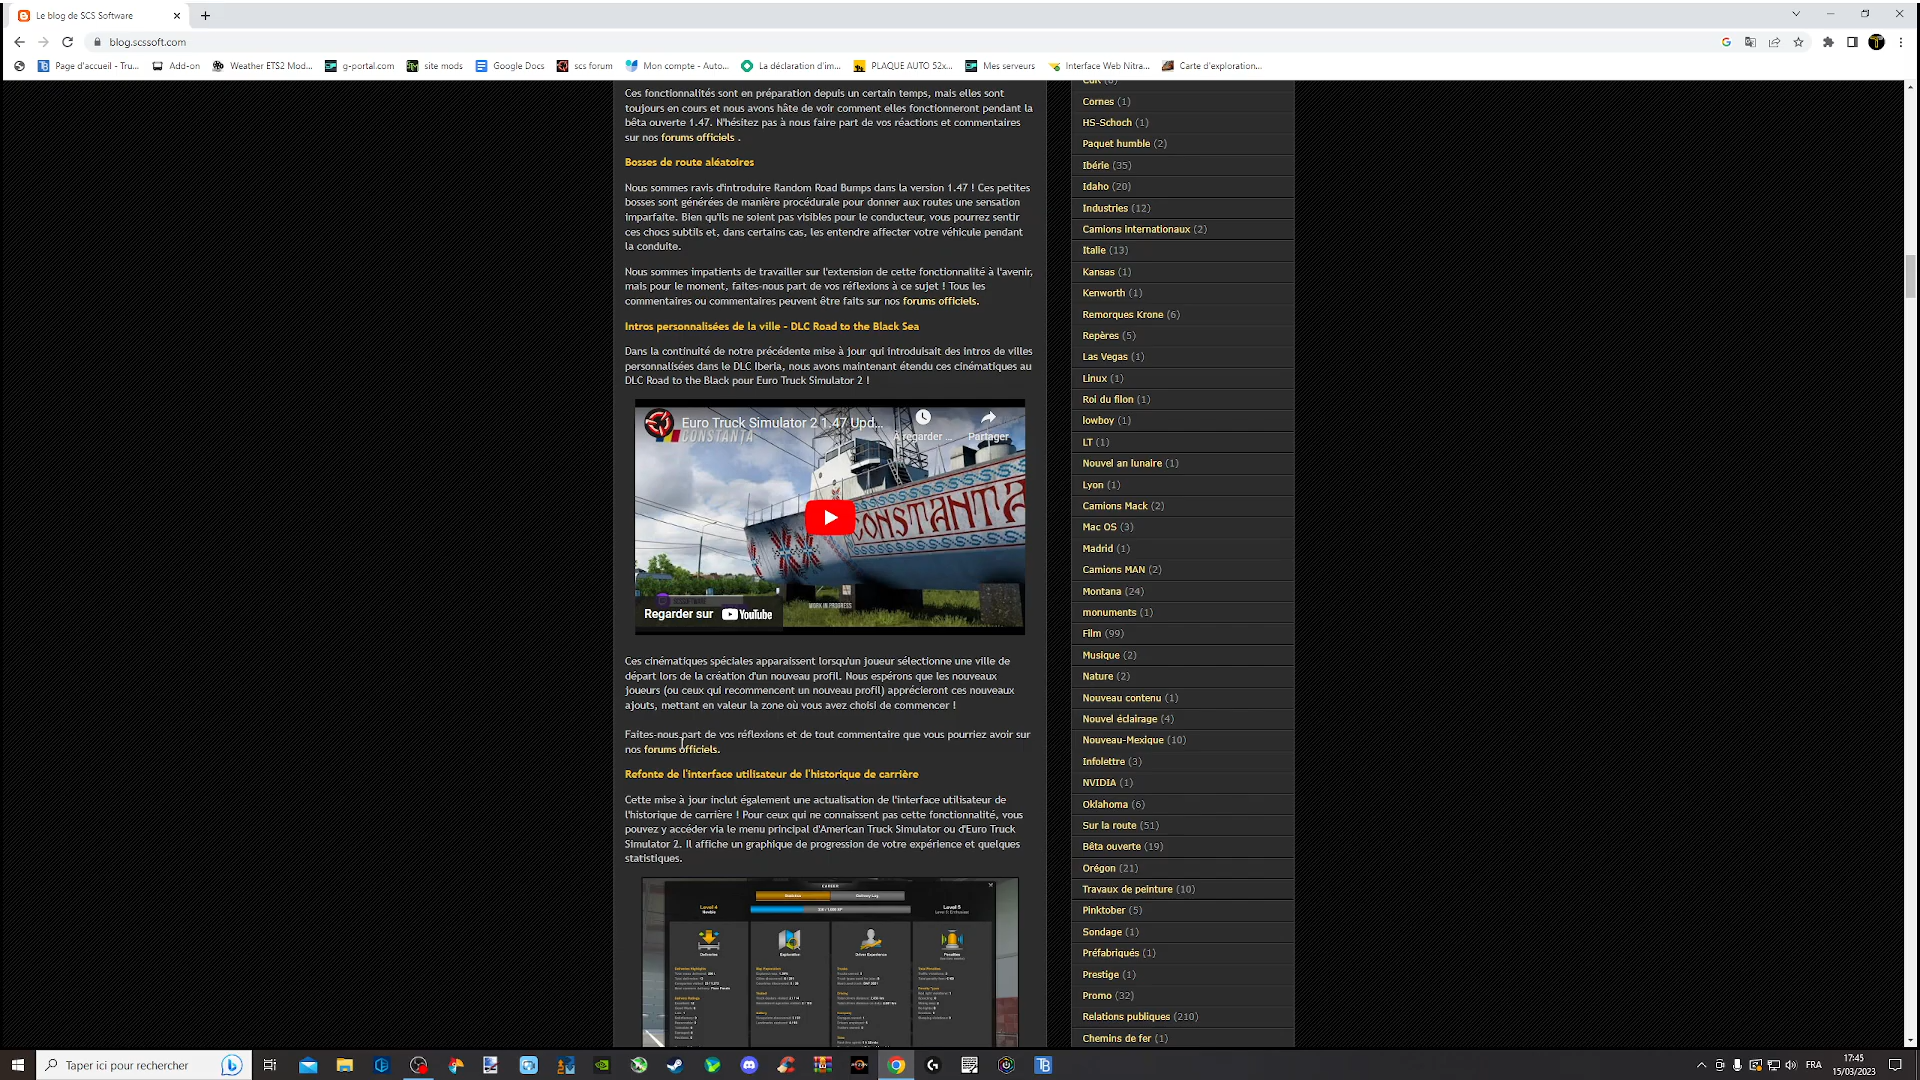 Le blog de SCS Software
blog.scssoft.com
Page d'accueil - Tru...
Add-on
Weather ETS2 Mod...
g-portal.com
site mods
Google Docs
scs forum
Mon compte - Auto...
La déclaration d'im...
PLAQUE AUTO 52x...
Mes serveurs
Interface Web Nitra...
Carte d'exploration...
Ces fonctionnalités sont en préparation depuis un certain temps, mais elles sont
toujours en cours et nous avons hâte de voir comment elles fonctionneront pendant la
bêta ouverte 1.47. N'hésitez pas à nous faire part de vos réactions et commentaires
sur nos forums officiels .
Bosses de route aléatoires
Nous sommes ravis d'introduire Random Road Bumps dans la version 1.47 ! Ces petites
bosses sont générées de manière procédurale pour donner aux routes une sensation
imparfaite. Bien qu'ils ne soient pas visibles pour le conducteur, vous pourrez sentir
ces chocs subtils et, dans certains cas, les entendre affecter votre véhicule pendant
la conduite.
Nous sommes impatients de travailler sur l'extension de cette fonctionnalité à l'avenir,
mais pour le moment, faites-nous part de vos réflexions à ce sujet ! Tous les
commentaires ou commentaires peuvent être faits sur nos forums officiels.
Intros personnalisées de la ville - DLC Road to the Black Sea
Dans la continuité de notre précédente mise à jour qui introduisait des intros de villes
personnalisées dans le DLC Iberia, nous avons maintenant étendu ces cinématiques au
DLC Road to the Black pour Euro Truck Simulator 2 !
Euro Truck Simulator 2 1.47 Upd...
À regarder ...
Partager
CONSTANTA
CONSTANTA
WORK IN PROGRESS
Regarder sur YouTube
Ces cinématiques spéciales apparaissent lorsqu'un joueur sélectionne une ville de
départ lors de la création d'un nouveau profil. Nous espérons que les nouveaux
joueurs (ou ceux qui recommencent un nouveau profil) apprécieront ces nouveaux
ajouts, mettant en valeur la zone où vous avez choisi de commencer !
Faites-nous part de vos réflexions et de tout commentaire que vous pourriez avoir sur
nos forums officiels.
Refonte de l'interface utilisateur de l'historique de carrière
Cette mise à jour inclut également une actualisation de l'interface utilisateur de
l'historique de carrière ! Pour ceux qui ne connaissent pas cette fonctionnalité, vous
pouvez y accéder via le menu principal d'American Truck Simulator ou d'Euro Truck
Simulator 2. Il affiche un graphique de progression de votre expérience et quelques
statistiques.
CAREER
Statistics
Delivery Log
Level 4
Newbie
Level 5
Deliveries
Exploration
Driver Experience
Penalties
Cornes (1)
HS-Schoch (1)
Paquet humble (2)
Ibérie (35)
Idaho (20)
Industries (12)
Camions internationaux (2)
Italie (13)
Kansas (1)
Kenworth (1)
Remorques Krone (6)
Repères (5)
Las Vegas (1)
Linux (1)
Roi du filon (1)
lowboy (1)
LT (1)
Nouvel an lunaire (1)
Lyon (1)
Camions Mack (2)
Mac OS (3)
Madrid (1)
Camions MAN (2)
Montana (24)
monuments (1)
Film (99)
Musique (2)
Nature (2)
Nouveau contenu (1)
Nouvel éclairage (4)
Nouveau-Mexique (10)
Infolettre (3)
NVIDIA (1)
Oklahoma (6)
Sur la route (51)
Bêta ouverte (19)
Orégon (21)
Travaux de peinture (10)
Pinktober (5)
Sondage (1)
Préfabriqués (1)
Prestige (1)
Promo (32)
Relations publiques (210)
Chemins de fer (1)
Taper ici pour rechercher
FRA
17:45
15/03/2023